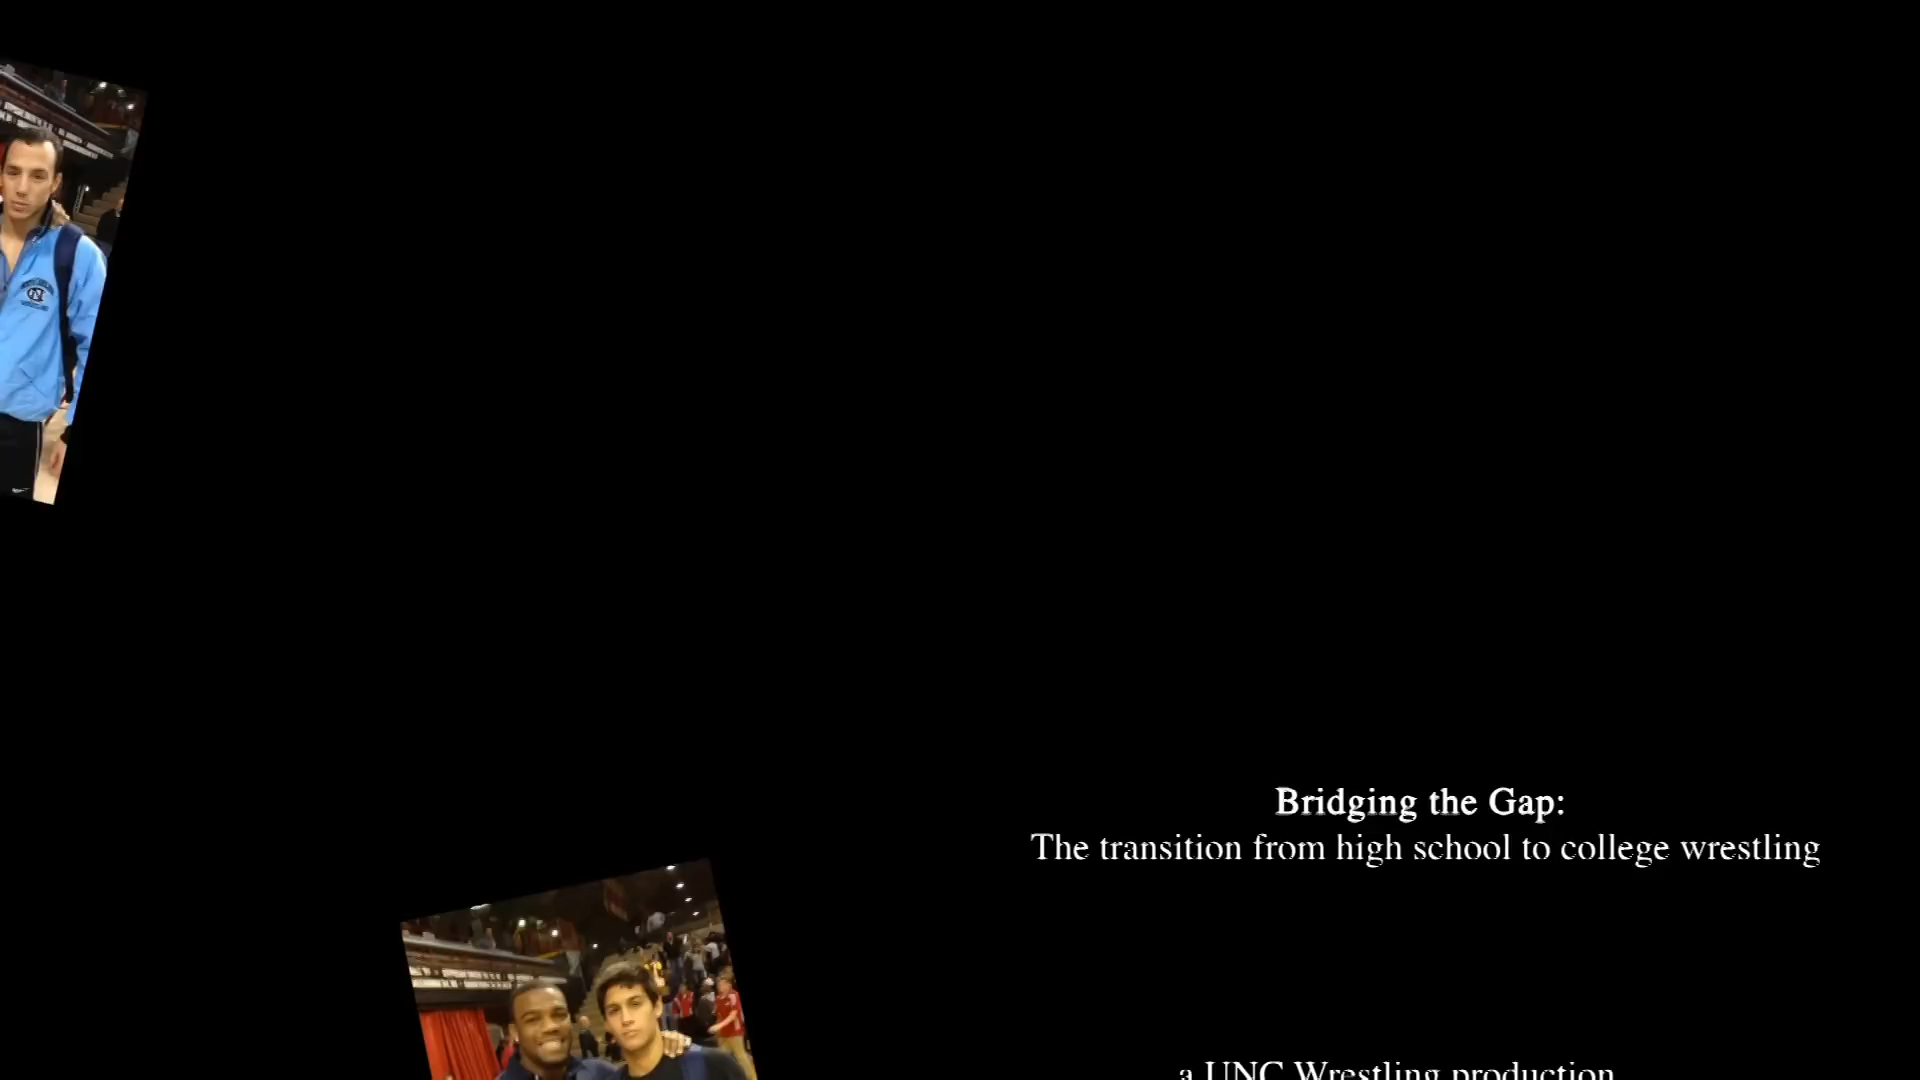 Bridging the Gap:
The transition from high school to college wrestling
a UNC Wrestling production